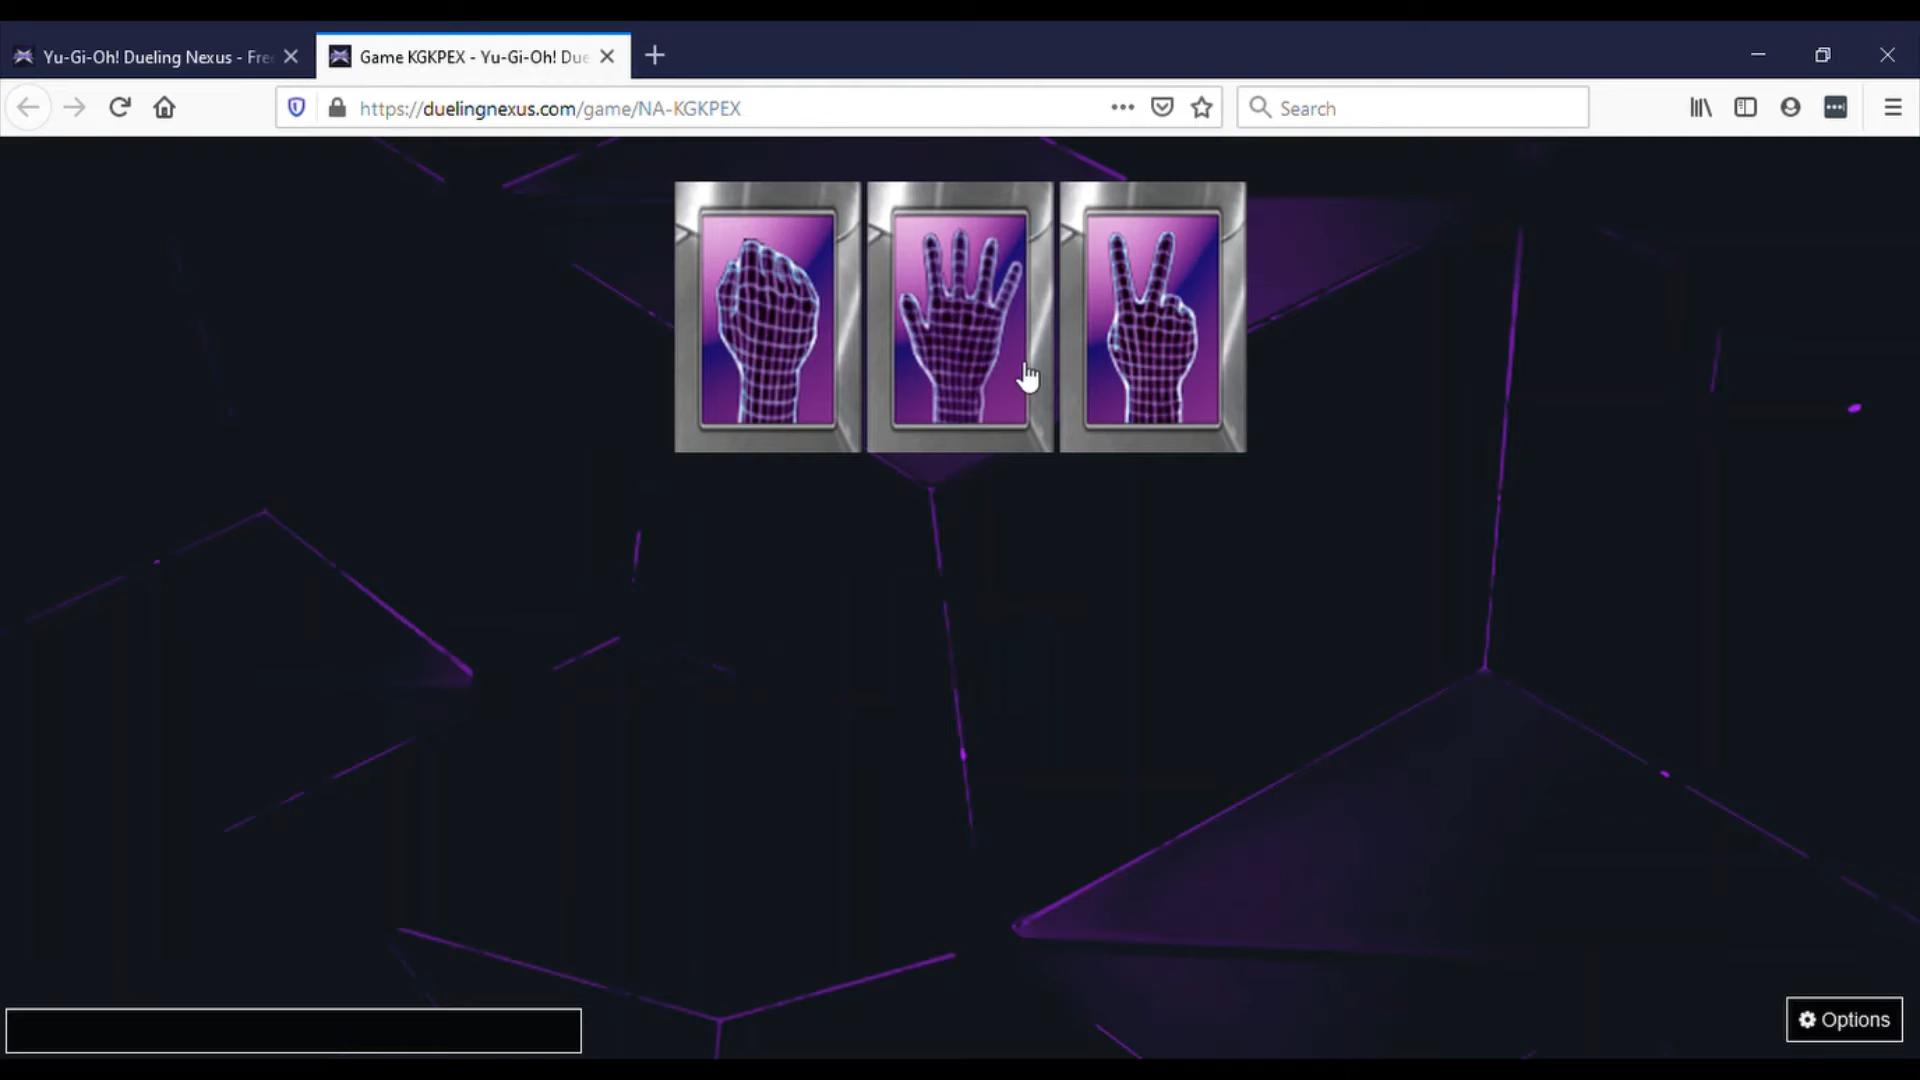 Yu-Gi-Oh! Dueling Nexus - Fre
Game KGKPEX - Yu-Gi-Oh! Due
https://duelingnexus.com/game/NA-KGKPEX
Search
Options